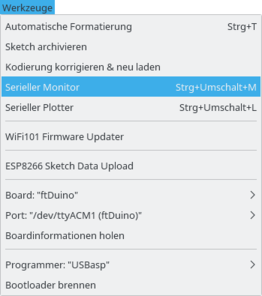 Werkzeuge
Automatische Formatierung Strg+T
Sketch archivieren
Kodierung korrigieren & neu laden
Serieller Monitor Strg+Umschalt+M
Serieller Plotter Strg+Umschalt+L
WiFi101 Firmware Updater
ESP8266 Sketch Data Upload
Board: "ftDuino"
Port: "/dev/ttyACM1 (ftDuino)"
Boardinformationen holen
Programmer: "USBasp"
Bootloader brennen